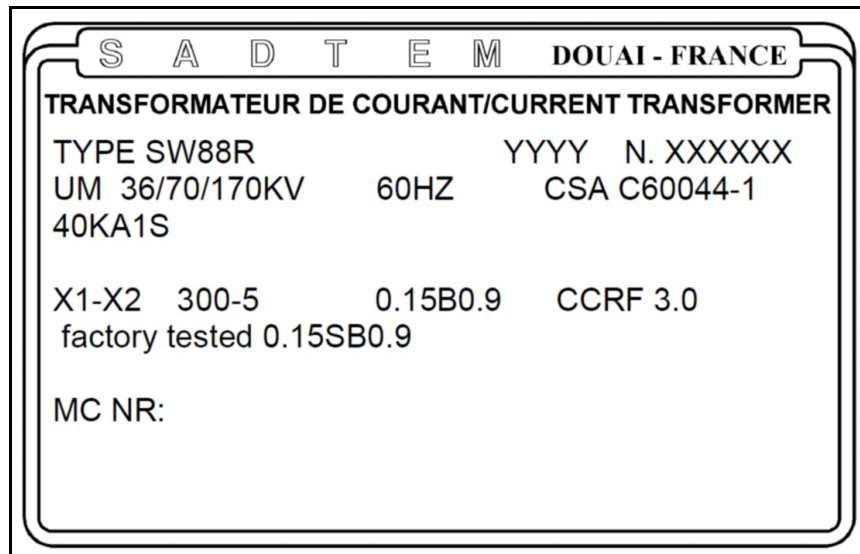 S A D T E M DOUAI - FRANCE
TRANSFORMATEUR DE COURANT/CURRENT TRANSFORMER
TYPE SW88R YYYY N. XXXXXX
UM 36/70/170KV 60HZ CSA C60044-1
40KA1S
X1-X2 300-5 0.15B0.9 CCRF 3.0
factory tested 0.15SB0.9
MC NR: